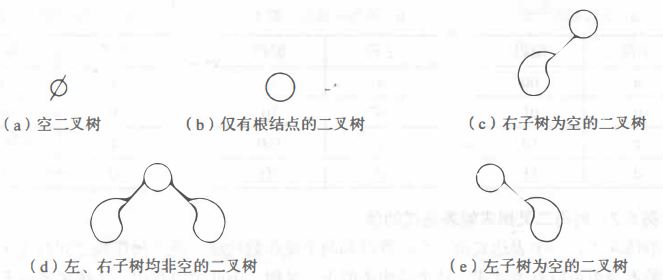 (a)空二叉树
(b)仅有根结点的二叉树
(c)右子树为空的二叉树
(d)左、右子树均非空的二叉树
(e)左子树为空的二叉树